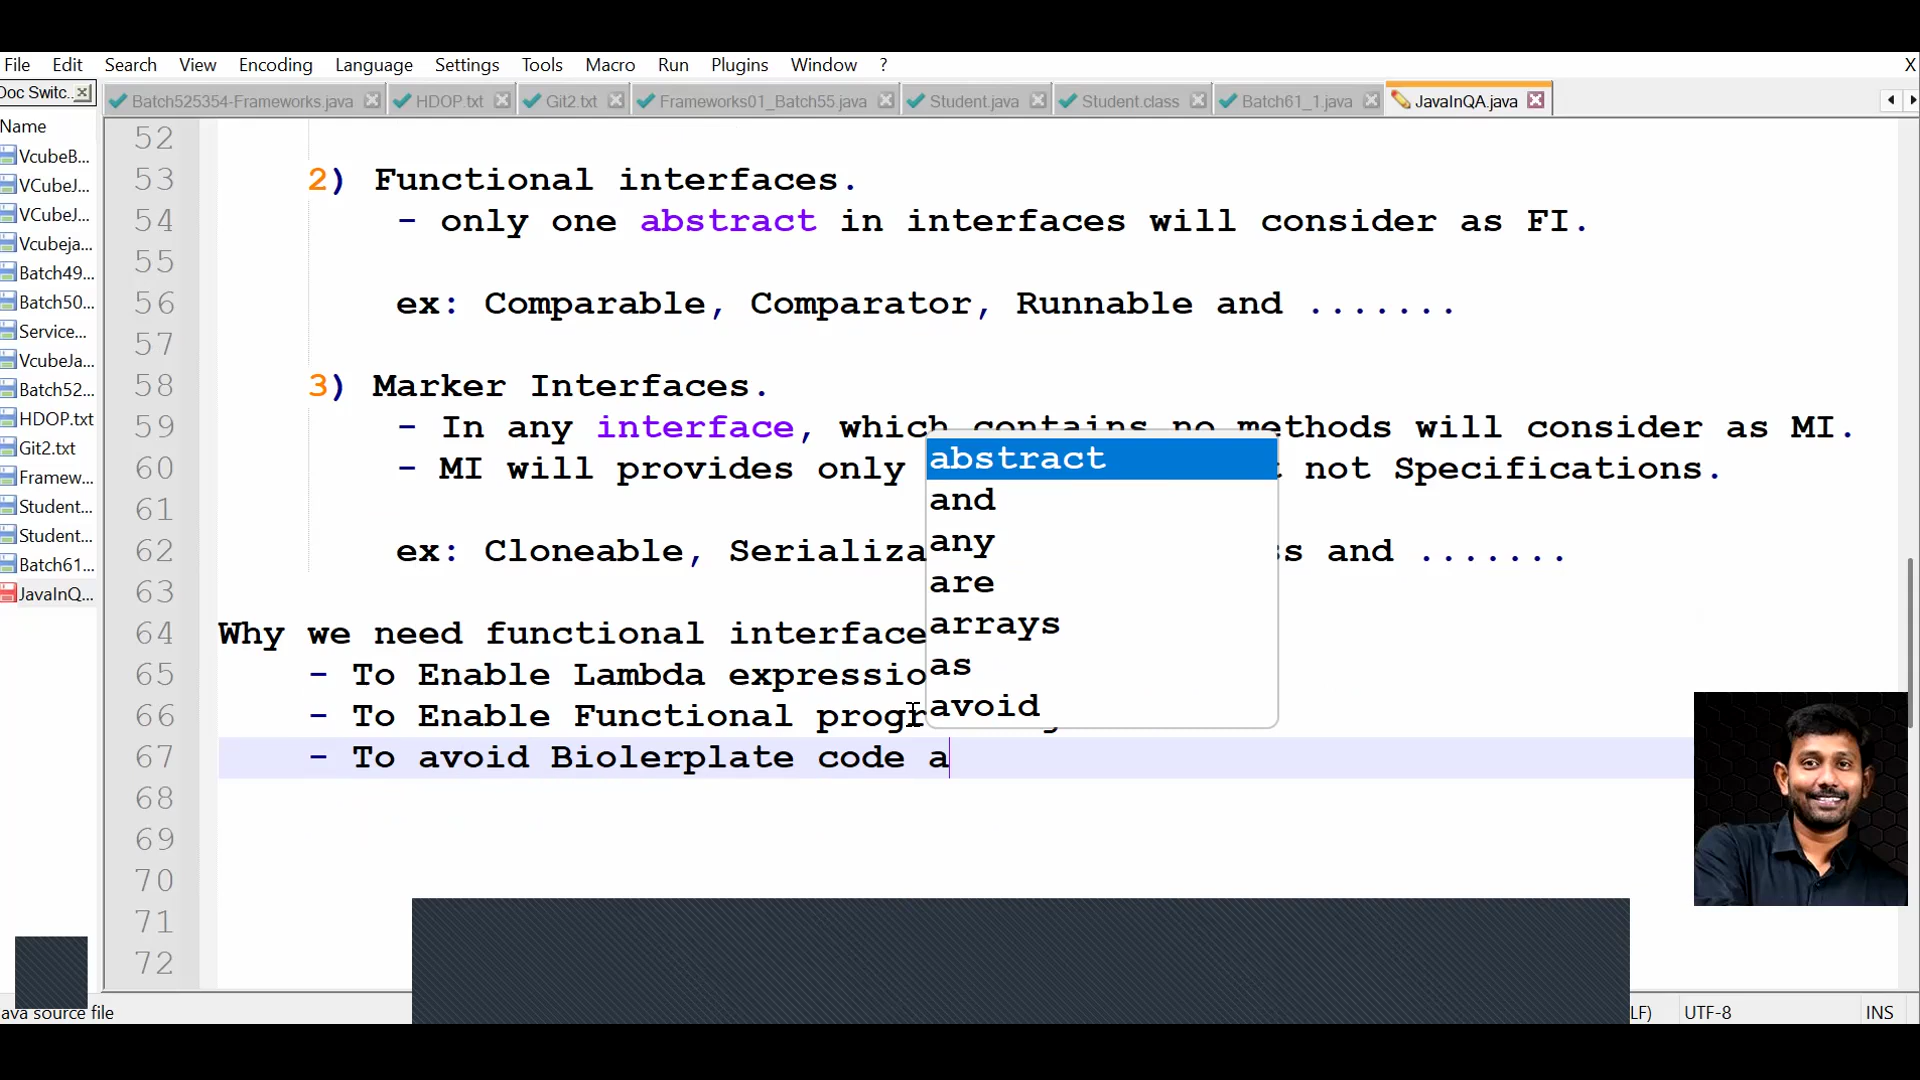 File Edit Search View Encoding Language Settings Tools Macro Run Plugins Window ? X
Doc Switc..
Batch525354-Frameworks.java HDOP.txt Git2.txt Frameworks01_Batch55.java Student.java Student.class Batch61_1.java JavaInQA.java
Name
VcubeB...
VCubeJ...
VCubeJ...
Vcubeja...
Batch49...
Batch50...
Service...
VcubeJa...
Batch52...
HDOP.txt
Git2.txt
Framew...
Student...
Student...
Batch61...
JavaInQ...
52
53 2) Functional interfaces.
54 - only one abstract in interfaces will consider as FI.
55
56 ex: Comparable, Comparator, Runnable and .......
57
58 3) Marker Interfaces.
59 - In any interface, which contains no methods will consider as MI.
60 - MI will provides only not Specifications.
61
62 ex: Cloneable, Serializa s and .......
63
64 Why we need functional interface
65 - To Enable Lambda expressio
66 - To Enable Functional progr
67 - To avoid Biolerplate code a
68
69
70
71
72
abstract
and
any
are
arrays
as
avoid
ava source file
LF) UTF-8 INS